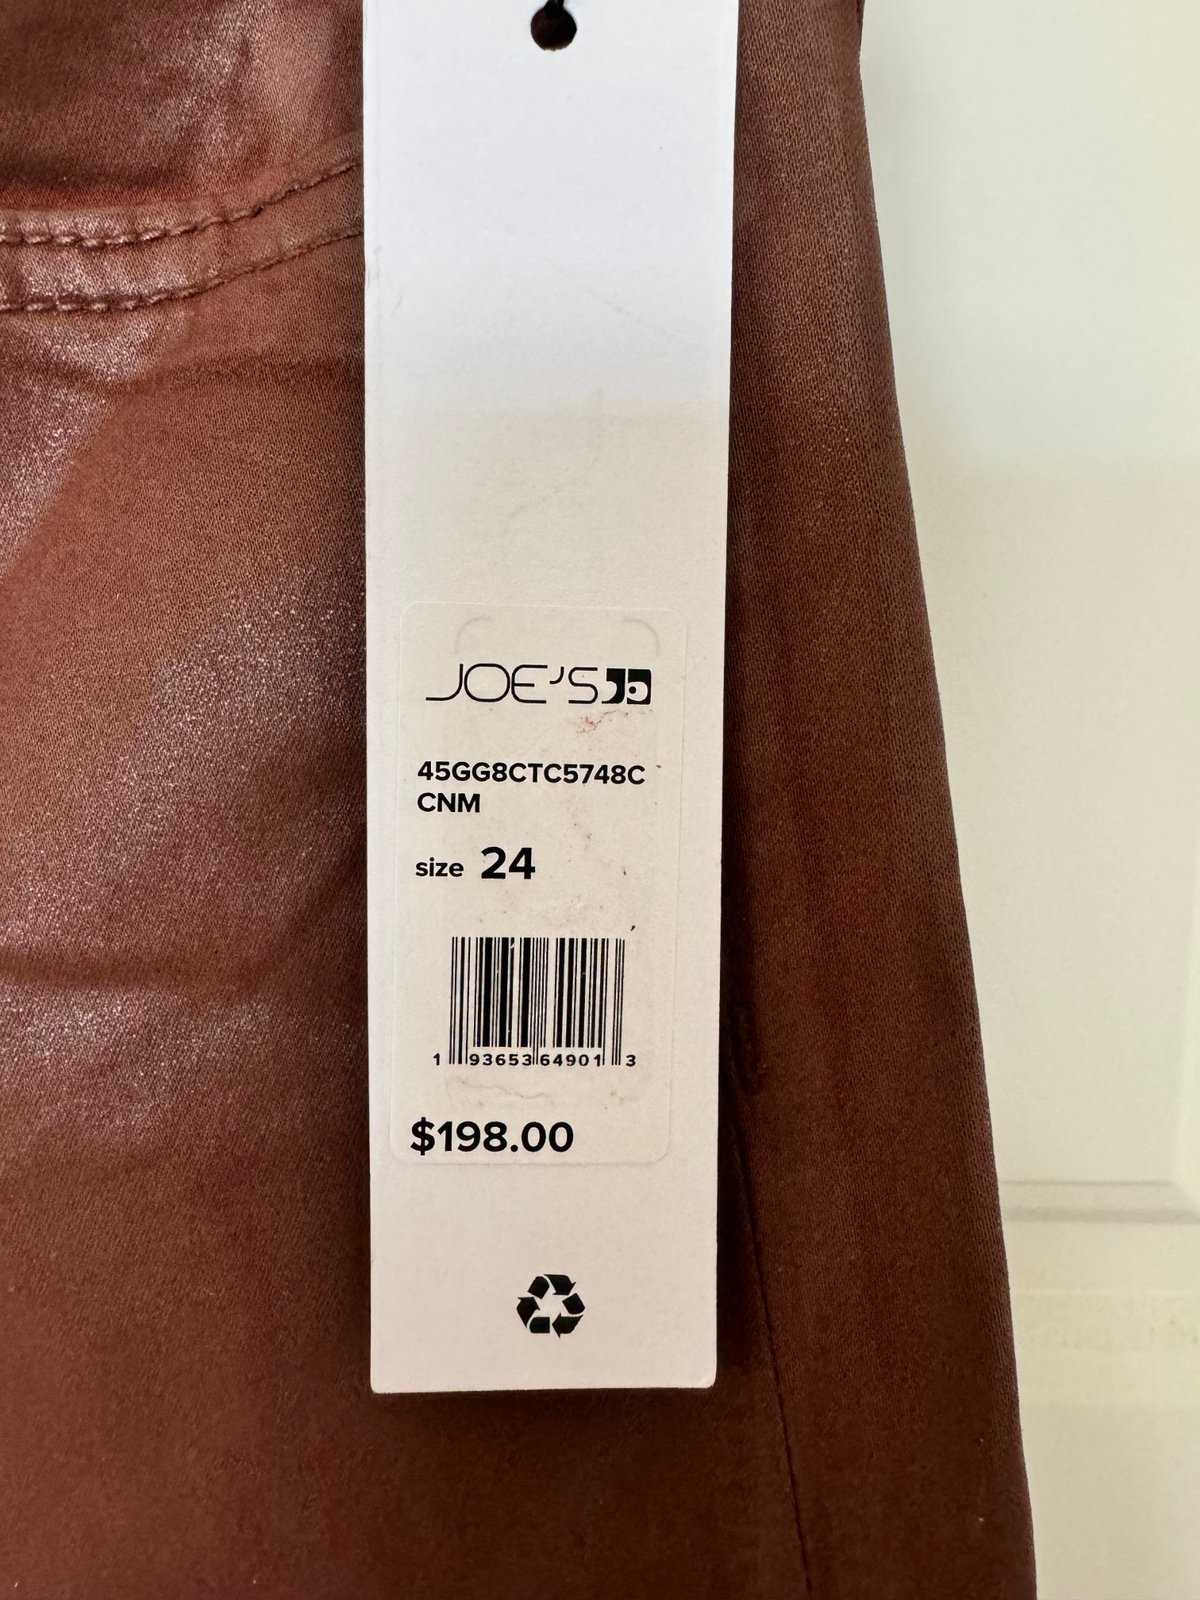 JOE'S
45GG8CTC5748C
CNM
size 24
1 93653 64901 3
$198.00